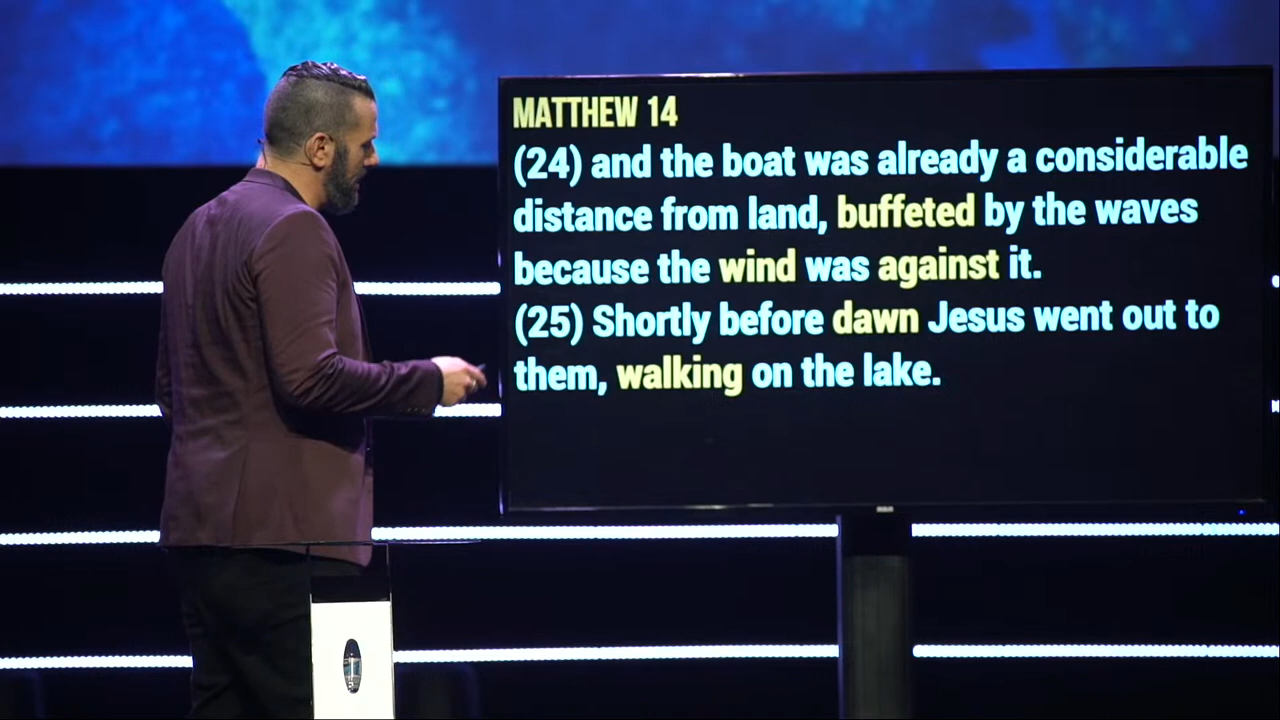 MATTHEW 14
(24) and the boat was already a considerable
distance from land, buffeted by the waves
because the wind was against it.
(25) Shortly before dawn Jesus went out to
them, walking on the lake.